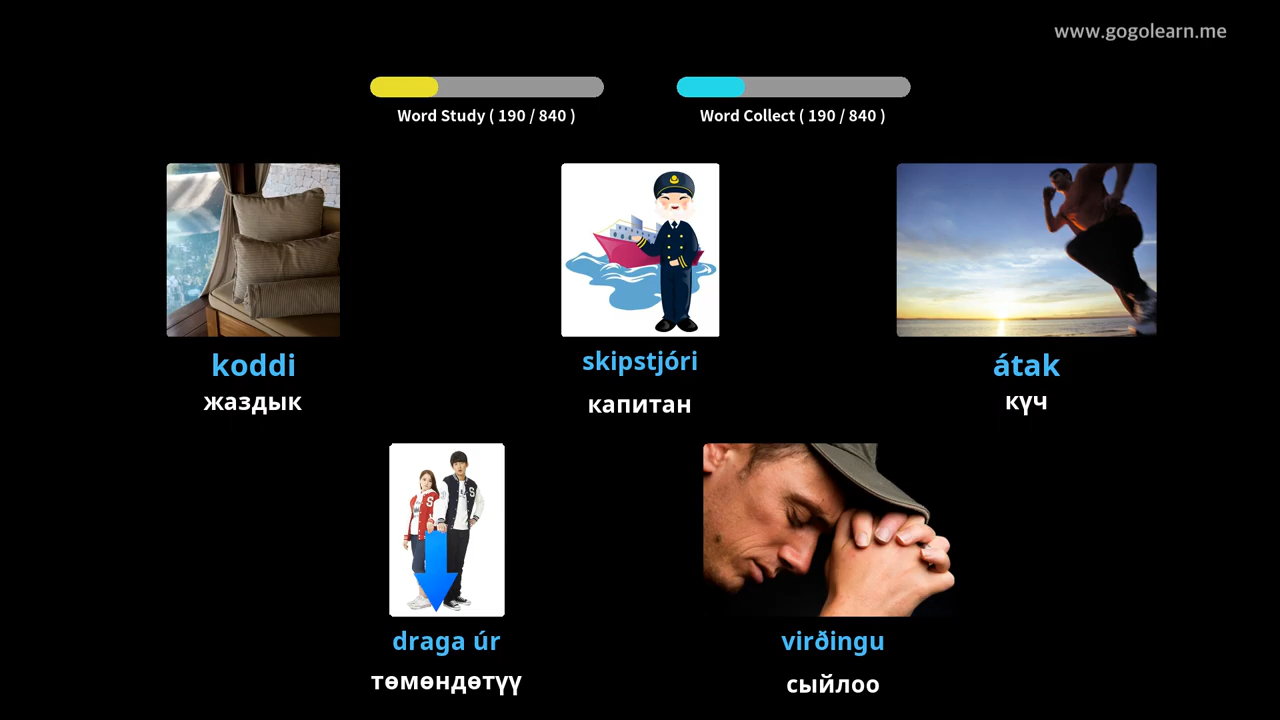 www.gogolearn.me
Word Study ( 190 / 840 )
Word Collect ( 190 / 840 )
koddi
жаздык
skipstjóri
капитан
átak
күч
S
S
draga úr
төмөндөтүү
virðingu
сыйлоо